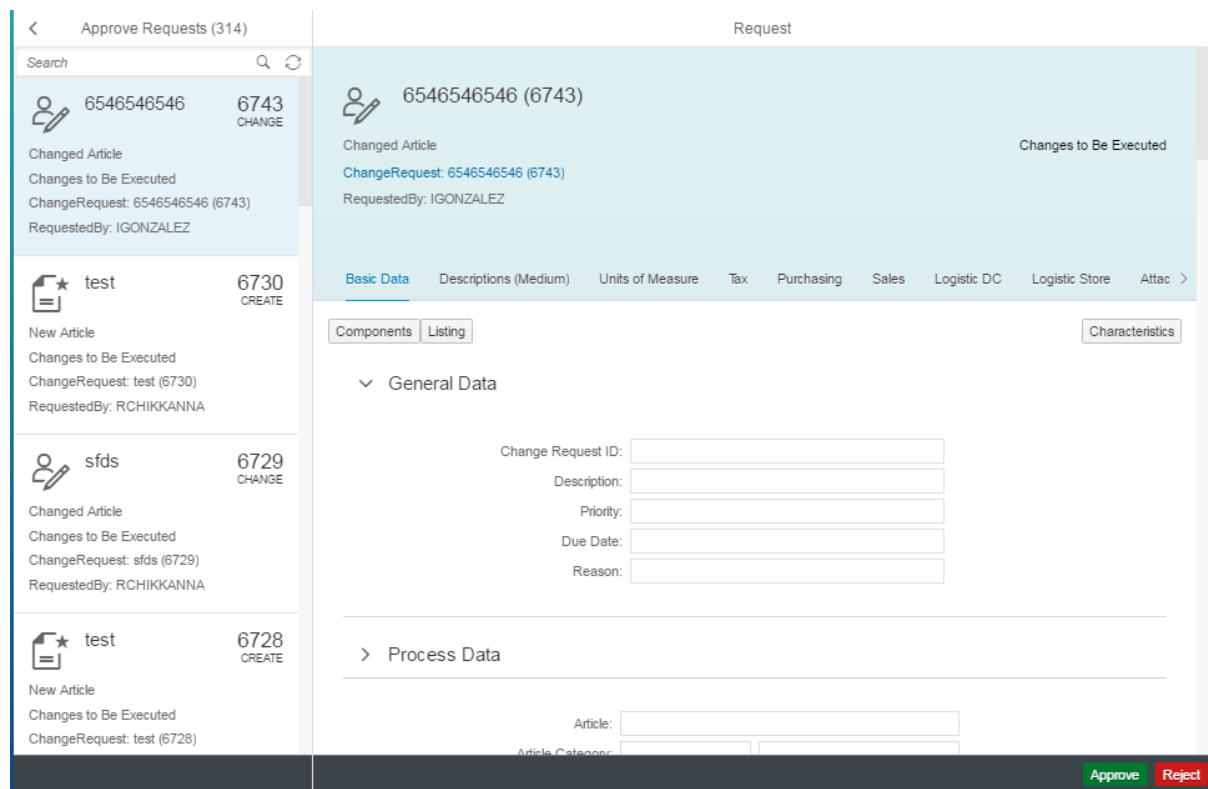 Approve Requests (314)
Search
6546546546 6743
CHANGE
Changed Article
Changes to Be Executed
ChangeRequest: 6546546546 (6743)
RequestedBy: IGONZALEZ
test 6730
CREATE
New Article
Changes to Be Executed
ChangeRequest: test (6730)
RequestedBy: RCHIKKANNA
sfds 6729
CHANGE
Changed Article
Changes to Be Executed
ChangeRequest: sfds (6729)
RequestedBy: RCHIKKANNA
test 6728
CREATE
New Article
Changes to Be Executed
ChangeRequest: test (6728)
Request
6546546546 (6743)
Changed Article Changes to Be Executed
ChangeRequest: 6546546546 (6743)
RequestedBy: IGONZALEZ
Basic Data Descriptions (Medium) Units of Measure Tax Purchasing Sales Logistic DC Logistic Store Attac
Components Listing Characteristics
General Data
Change Request ID:
Description:
Priority:
Due Date:
Reason:
Process Data
Article:
Article Category:
Approve Reject